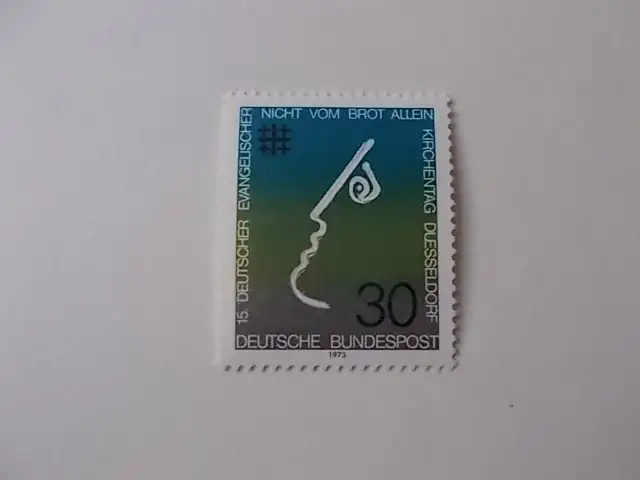 15. DEUTSCHER EVANGELISCHER
NICHT VOM BROT ALLEIN
KIRCHENTAG DUESSELDORF
30
DEUTSCHE BUNDESPOST
1973